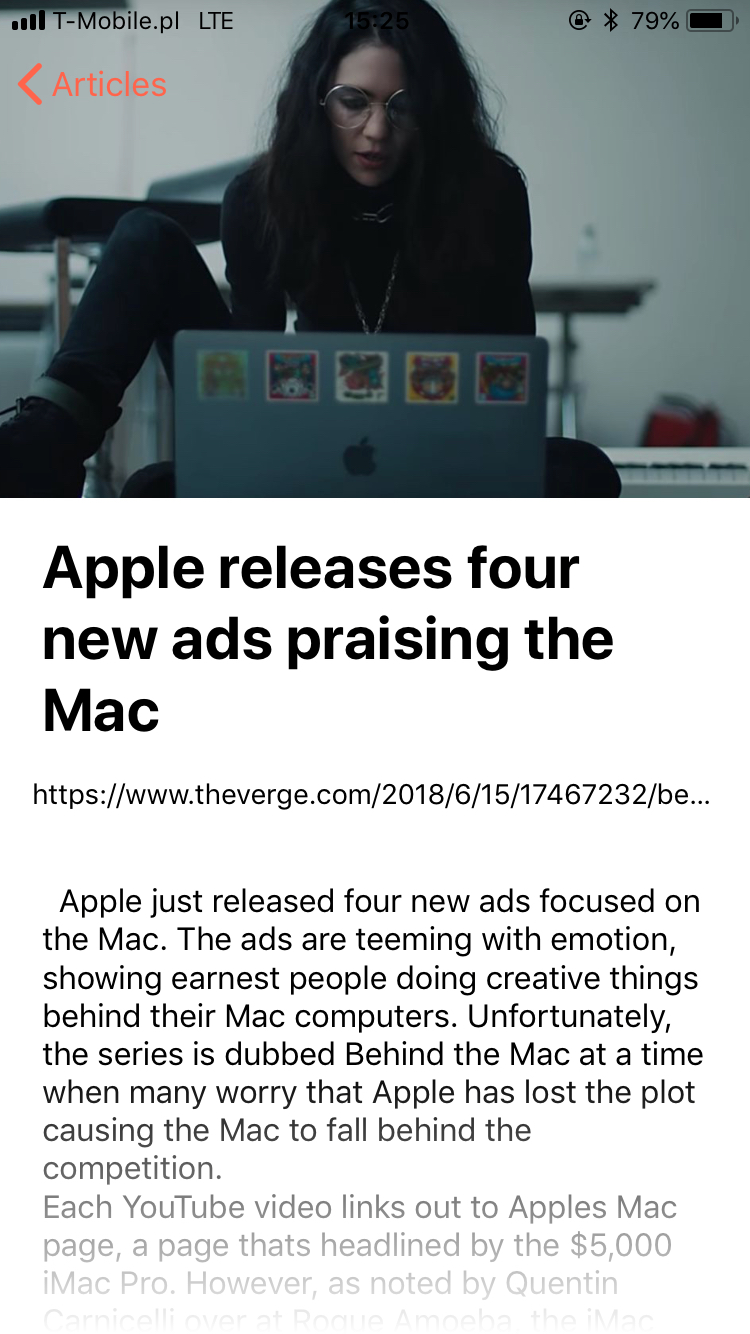 T-Mobile.pl LTE 15:25 79%
Articles
Apple releases four
new ads praising the
Mac
https://www.theverge.com/2018/6/15/17467232/be...
Apple just released four new ads focused on
the Mac. The ads are teeming with emotion,
showing earnest people doing creative things
behind their Mac computers. Unfortunately,
the series is dubbed Behind the Mac at a time
when many worry that Apple has lost the plot
causing the Mac to fall behind the
competition.
Each YouTube video links out to Apples Mac
page, a page thats headlined by the $5,000
iMac Pro. However, as noted by Quentin
Carnicelli over at Rogue Amoeba, the iMac